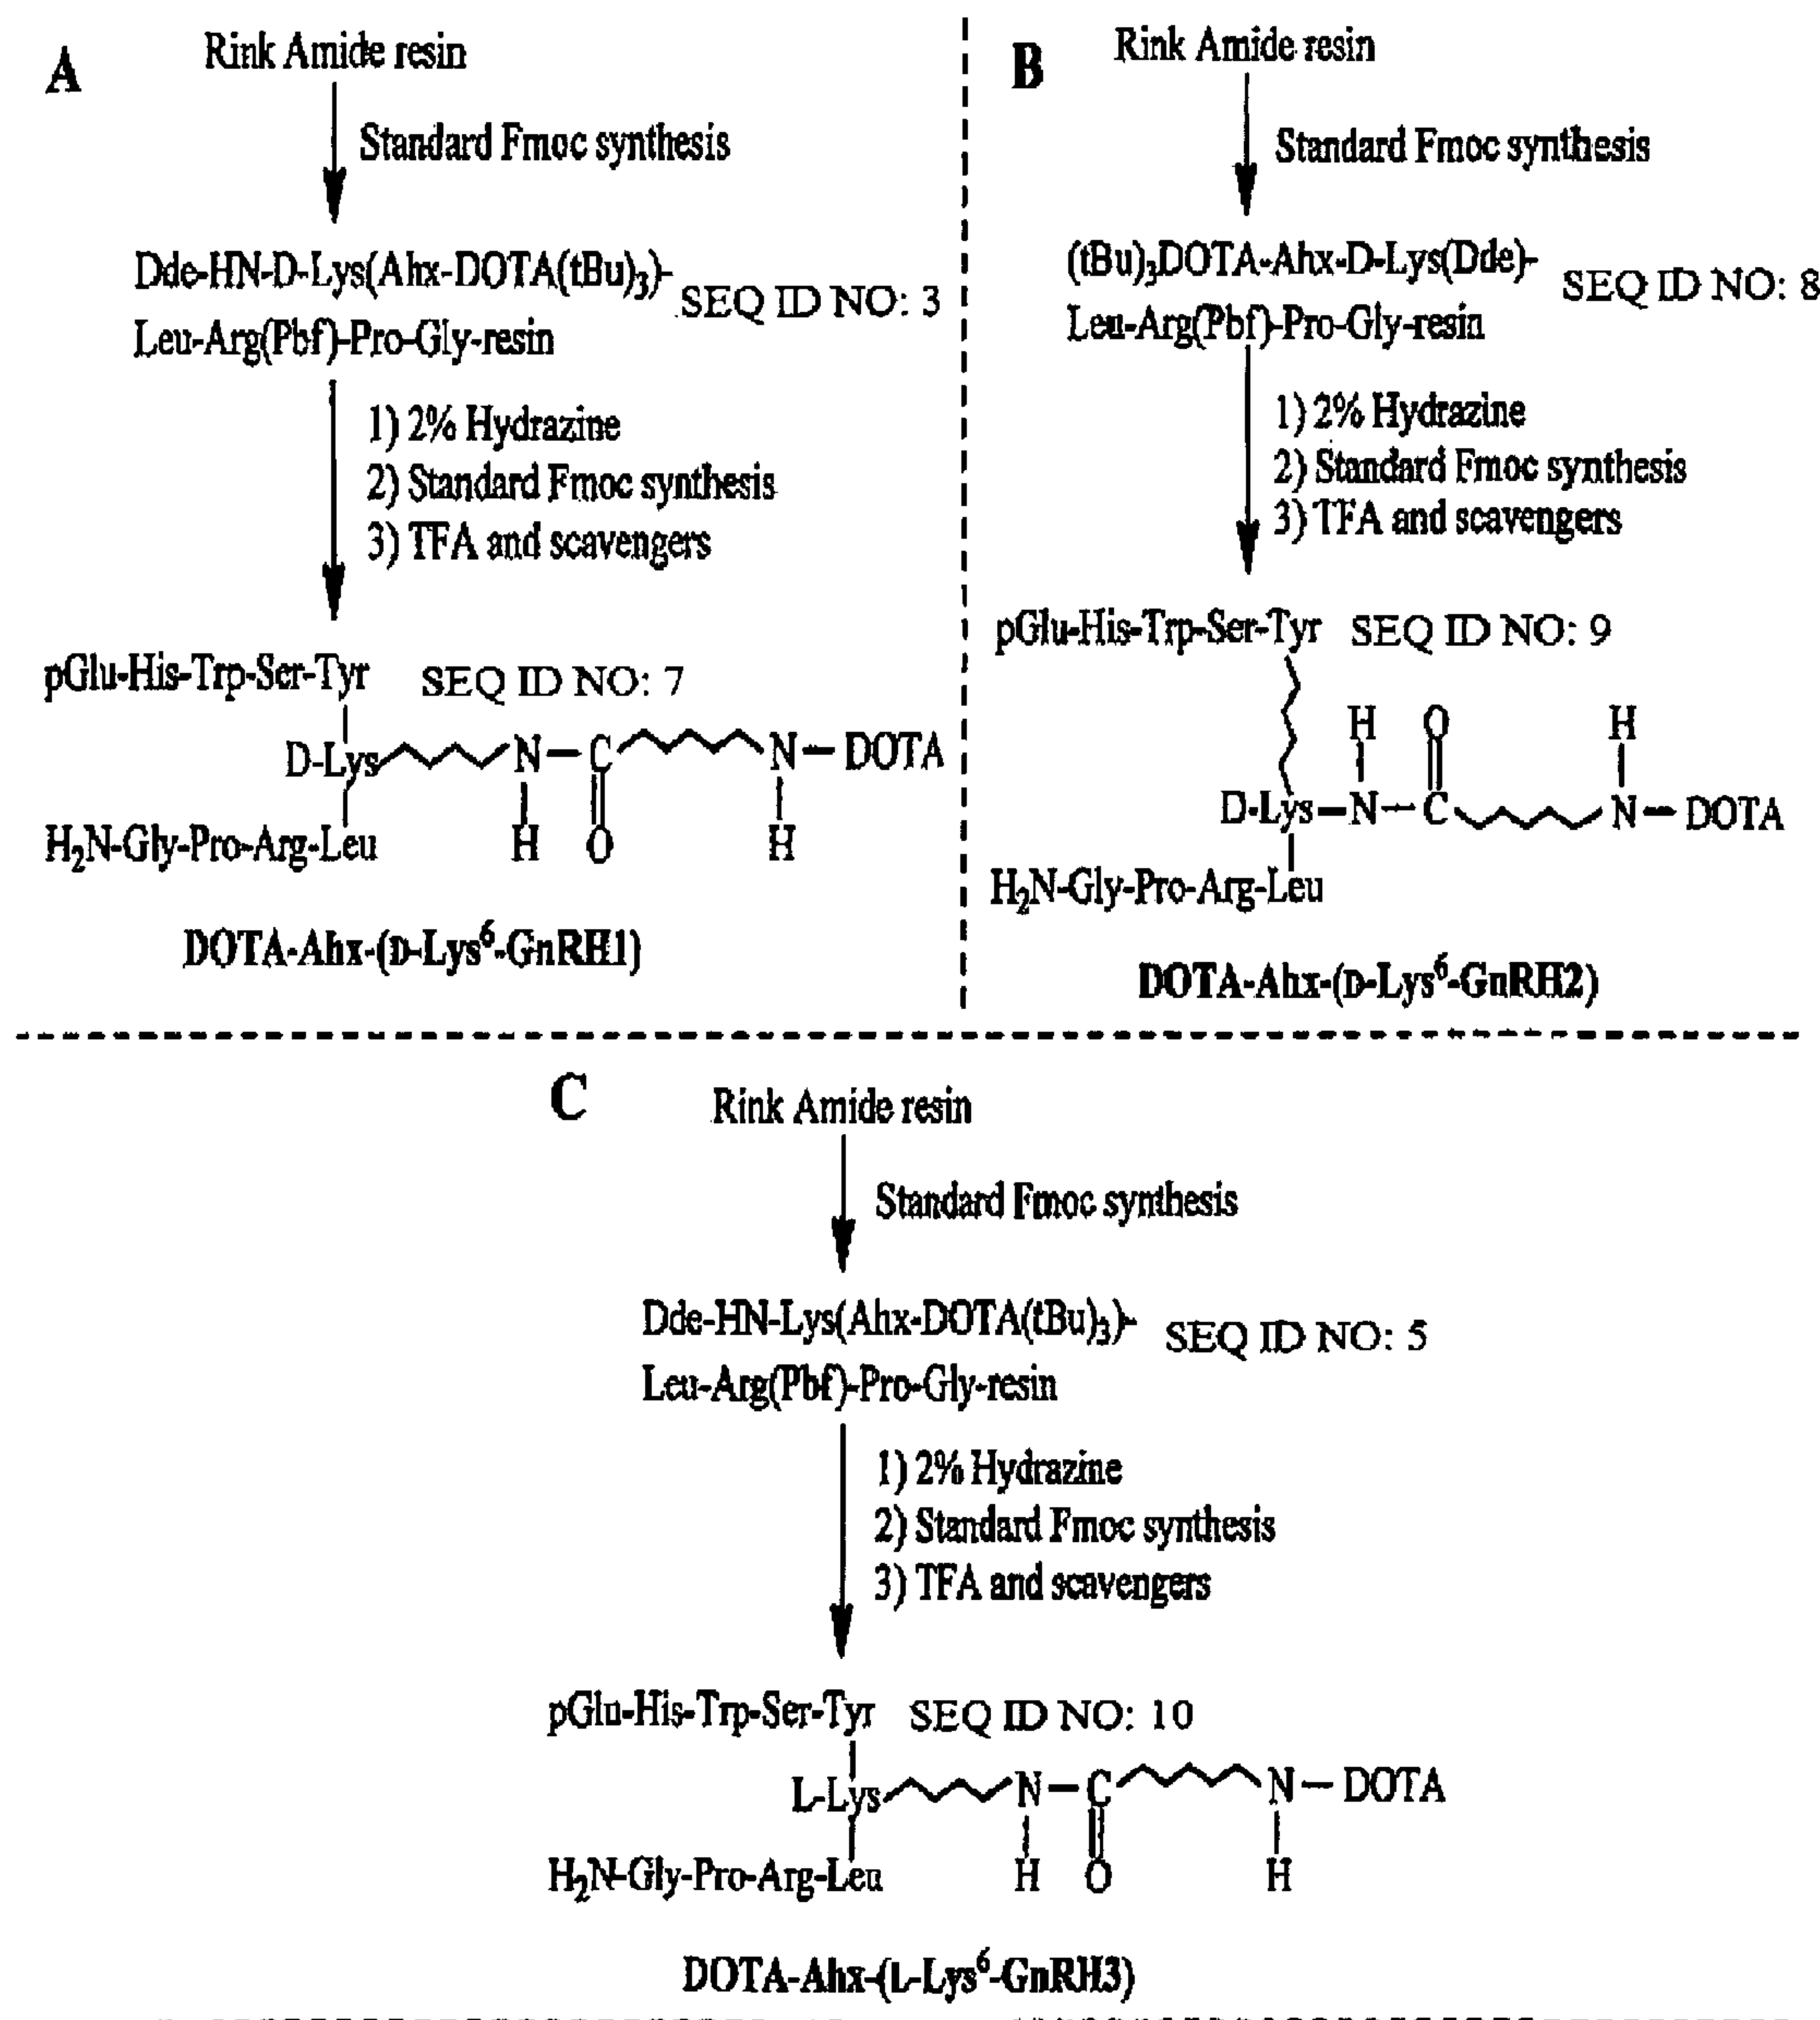 A
Rink Amide resin
Standard Fmoc synthesis
Dde-HN-D-Lys(Ahx-DOTA(tBu)₃)-
SEQ ID NO: 3
Leu-Arg(Pbf)-Pro-Gly-resin
1) 2% Hydrazine
2) Standard Fmoc synthesis
3) TFA and scavengers
pGlu-His-Trp-Ser-Tyr SEQ ID NO: 7
D-Lys N C N DOTA
H₂N-Gly-Pro-Arg-Leu H O H
DOTA-Ahx-(D-Lys⁶-GnRH1)
B
Rink Amide resin
Standard Fmoc synthesis
(tBu)₃DOTA-Ahx-D-Lys(Dde)-
SEQ ID NO: 8
Leu-Arg(Pbf)-Pro-Gly-resin
1) 2% Hydrazine
2) Standard Fmoc synthesis
3) TFA and scavengers
pGlu-His-Trp-Ser-Tyr SEQ ID NO: 9
H O H
D-Lys N C N DOTA
H₂N-Gly-Pro-Arg-Leu
DOTA-Ahx-(D-Lys⁶-GnRH2)
C
Rink Amide resin
Standard Fmoc synthesis
Dde-HN-Lys(Ahx-DOTA(tBu)₃)-
SEQ ID NO: 5
Leu-Arg(Pbf)-Pro-Gly-resin
1) 2% Hydrazine
2) Standard Fmoc synthesis
3) TFA and scavengers
pGlu-His-Trp-Ser-Tyr SEQ ID NO: 10
L-Lys N C N DOTA
H₂N-Gly-Pro-Arg-Leu H O H
DOTA-Ahx-(L-Lys⁶-GnRH3)